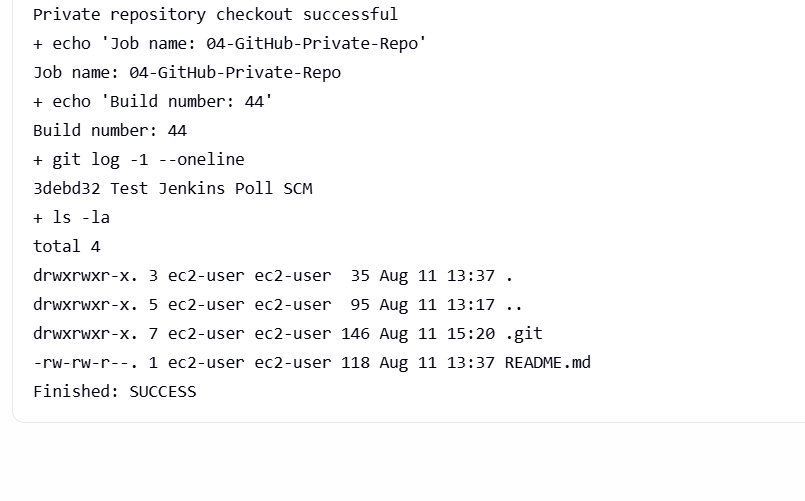 Private repository checkout successful
+ echo 'Job name: 04-GitHub-Private-Repo'
Job name: 04-GitHub-Private-Repo
+ echo 'Build number: 44'
Build number: 44
+ git log -1 --oneline
3debd32 Test Jenkins Poll SCM
+ ls -la
total 4
drwxrwxr-x. 3 ec2-user ec2-user  35 Aug 11 13:37 .
drwxrwxr-x. 5 ec2-user ec2-user  95 Aug 11 13:17 ..
drwxrwxr-x. 7 ec2-user ec2-user 146 Aug 11 15:20 .git
-rw-rw-r--. 1 ec2-user ec2-user 118 Aug 11 13:37 README.md
Finished: SUCCESS